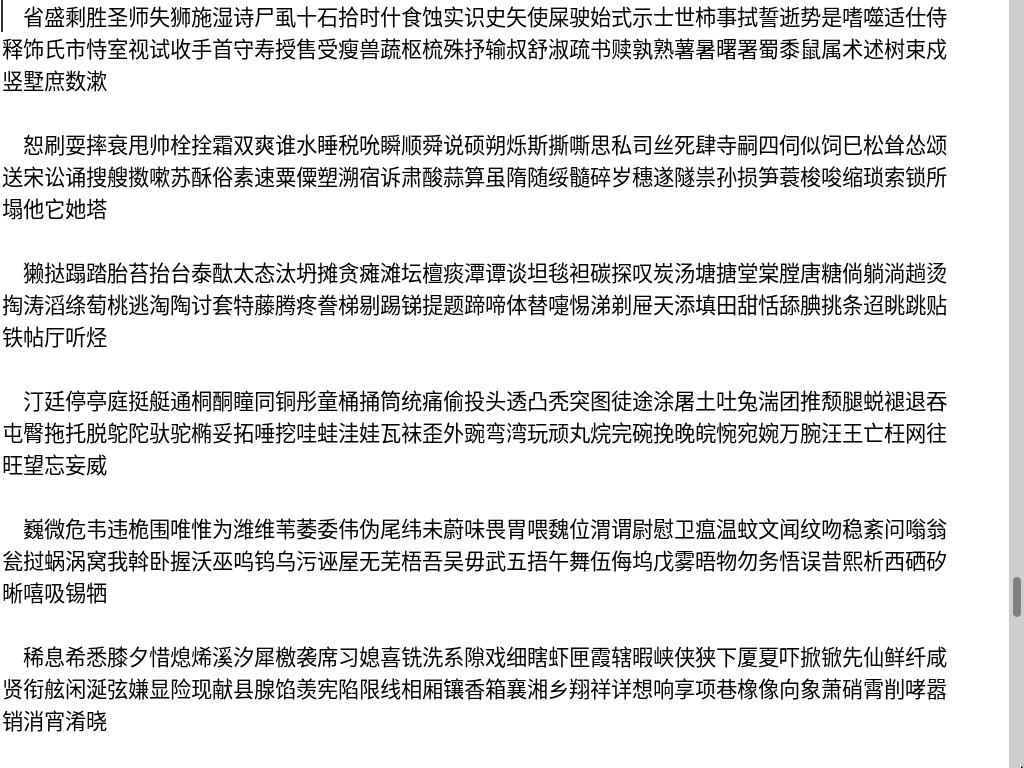 省盛剩胜圣师失狮施湿诗尸虱十石拾时什食蚀实识史矢使屎驶始式示士世柿事拭誓逝势是嗜噬适仕侍
释饰氏市恃室视试收手首守寿授售受瘦兽蔬枢梳殊抒输叔舒淑疏书赎孰熟薯暑曙署蜀黍鼠属术述树束戍
竖墅庶数漱
恕刷耍摔衰甩帅栓拴霜双爽谁水睡税吮瞬顺舜说硕朔烁斯撕嘶思私司丝死肆寺嗣四伺似饲巳松耸怂颂
送宋讼诵搜艘擞嗽苏酥俗素速粟僳塑溯宿诉肃酸蒜算虽隋随绥髓碎岁穗遂隧祟孙损笋蓑梭唆缩琐索锁所
塌他它她塔
獭挞蹋踏胎苔抬台泰酞太态汰坍摊贪瘫滩坛檀痰潭谭谈坦毯袒碳探叹炭汤塘搪堂棠膛唐糖倘躺淌趟烫
掏涛滔绦萄桃逃淘陶讨套特藤腾疼誊梯剔踢锑提题蹄啼体替嚏惕涕剃屉天添填田甜恬舔腆挑条迢眺跳贴
铁帖厅听烃
汀廷停亭庭挺艇通桐酮瞳同铜彤童桶捅筒统痛偷投头透凸秃突图徒途涂屠土吐兔湍团推颓腿蜕褪退吞
屯臀拖托脱鸵陀驮驼椭妥拓唾挖哇蛙洼娃瓦袜歪外豌弯湾玩顽丸烷完碗挽晚皖惋宛婉万腕汪王亡枉网往
旺望忘妄威
巍微危韦违桅围唯惟为潍维苇萎委伟伪尾纬未蔚味畏胃喂魏位渭谓尉慰卫瘟温蚊文闻纹吻稳紊问嗡翁
瓮挝蜗涡窝我斡卧握沃巫呜钨乌污诬屋无芜梧吾吴毋武五捂午舞伍侮坞戊雾晤物勿务悟误昔熙析西硒矽
晰嘻吸锡牺
稀息希悉膝夕惜熄烯溪汐犀檄袭席习媳喜铣洗系隙戏细瞎虾匣霞辖暇峡侠狭下厦夏吓掀锨先仙鲜纤咸
贤衔舷闲涎弦嫌显险现献县腺馅羡宪陷限线相厢镶香箱襄湘乡翔祥详想响享项巷橡像向象萧硝霄削哮嚣
销消宵淆晓